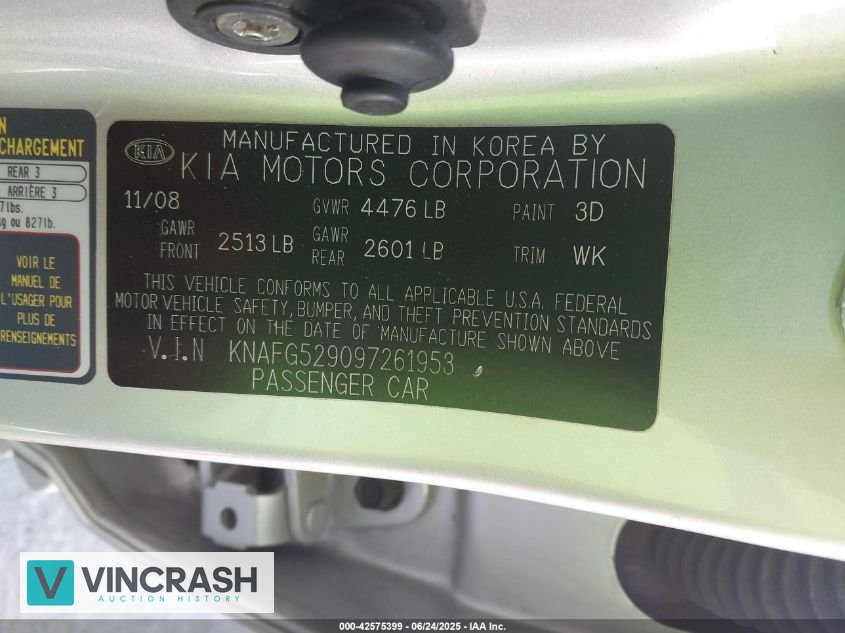 N
CHARGEMENT
REAR 3
ARRIÈRE 3
lbs.
ou 827lb.
VOIR LE
MANUEL DE
L'USAGER POUR
PLUS DE
RENSEIGNEMENTS
KIA
MANUFACTURED IN KOREA BY
KIA MOTORS CORPORATION
11/08 GVWR 4476 LB PAINT 3D
GAWR FRONT 2513 LB GAWR REAR 2601 LB TRIM WK
THIS VEHICLE CONFORMS TO ALL APPLICABLE U.S.A. FEDERAL
MOTOR VEHICLE, SAFETY, BUMPER, AND THEFT PREVENTION STANDARDS
IN EFFECT ON THE DATE OF MANUFACTURE SHOWN ABOVE
V.I.N KNAFG529097261953
PASSENGER CAR
V VINCRASH
AUCTION HISTORY
000-42575399 - 06/24/2025 - IAA Inc.